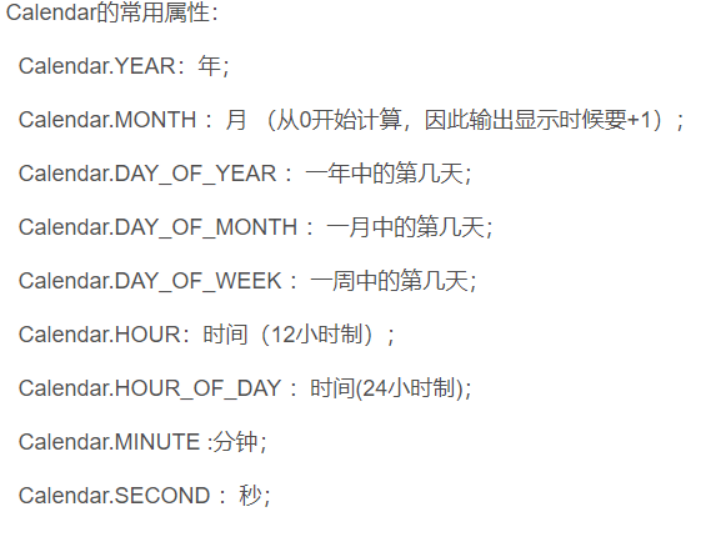 Calendar的常用属性：
Calendar.YEAR：年；
Calendar.MONTH ：月 （从0开始计算，因此输出显示时候要+1）；
Calendar.DAY_OF_YEAR ：一年中的第几天；
Calendar.DAY_OF_MONTH ：一月中的第几天；
Calendar.DAY_OF_WEEK ：一周中的第几天；
Calendar.HOUR：时间（12小时制）；
Calendar.HOUR_OF_DAY ：时间(24小时制)；
Calendar.MINUTE :分钟；
Calendar.SECOND ：秒；